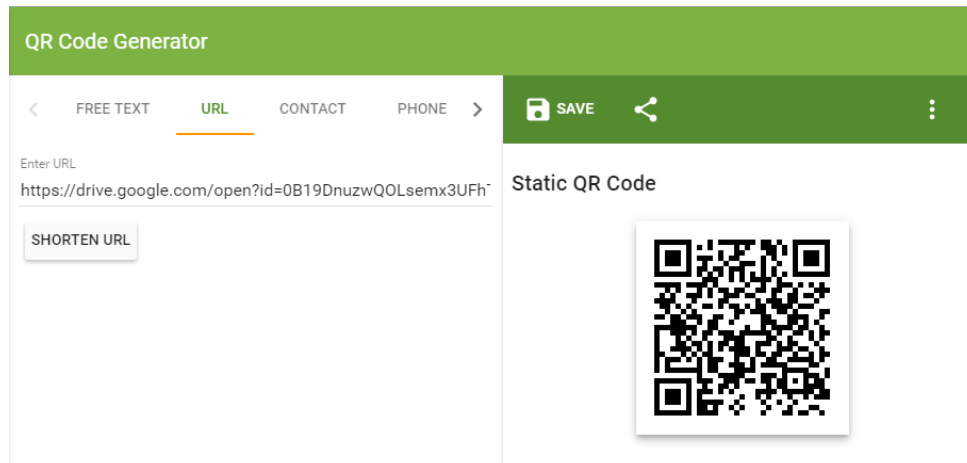 QR Code Generator
FREE TEXT URL CONTACT PHONE
SAVE
Enter URL
https://drive.google.com/open?id=0B19DnuzwQOLsemx3UFh
SHORTEN URL
Static QR Code